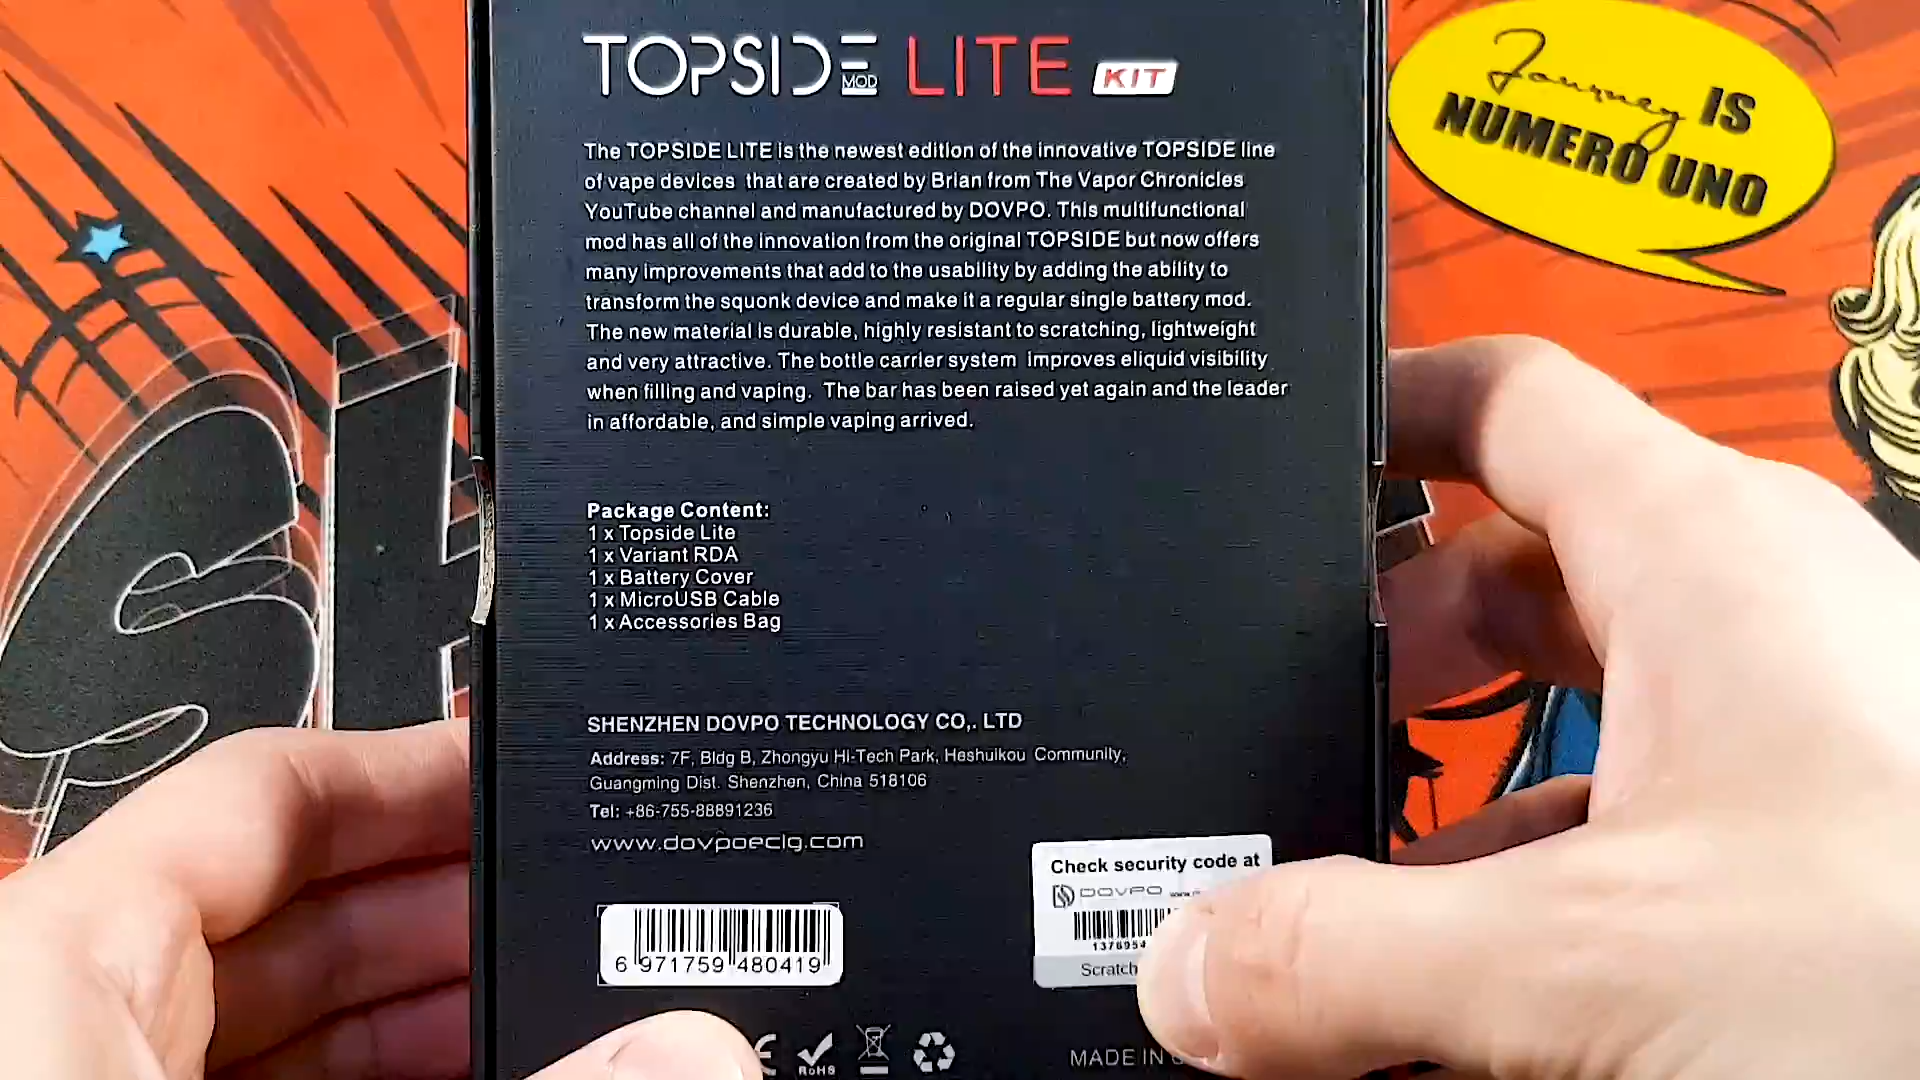 TOPSIDE MOD LITE KIT
The TOPSIDE LITE is the newest edition of the innovative TOPSIDE line
of vape devices that are created by Brian from The Vapor Chronicles
YouTube channel and manufactured by DOVPO. This multifunctional
mod has all of the innovation from the original TOPSIDE but now offers
many improvements that add to the usability by adding the ability to
transform the squonk device and make it a regular single battery mod.
The new material is durable, highly resistant to scratching, lightweight
and very attractive. The bottle carrier system improves eliquid visibility
when filling and vaping. The bar has been raised yet again and the leader
in affordable, and simple vaping arrived.
Package Content:
1 x Topside Lite
1 x Variant RDA
1 x Battery Cover
1 x MicroUSB Cable
1 x Accessories Bag
SHENZHEN DOVPO TECHNOLOGY CO,. LTD
Address: 7F, Bldg B, Zhongyu Hi-Tech Park, Heshuikou Community,
Guangming Dist. Shenzhen, China 518106
Tel: +86-755-88891236
www.dovpoecig.com
6 971759 480419
Check security code at
DOVPO
Scratch
RoHS
MADE IN
Journey IS
NUMERO UNO
SH